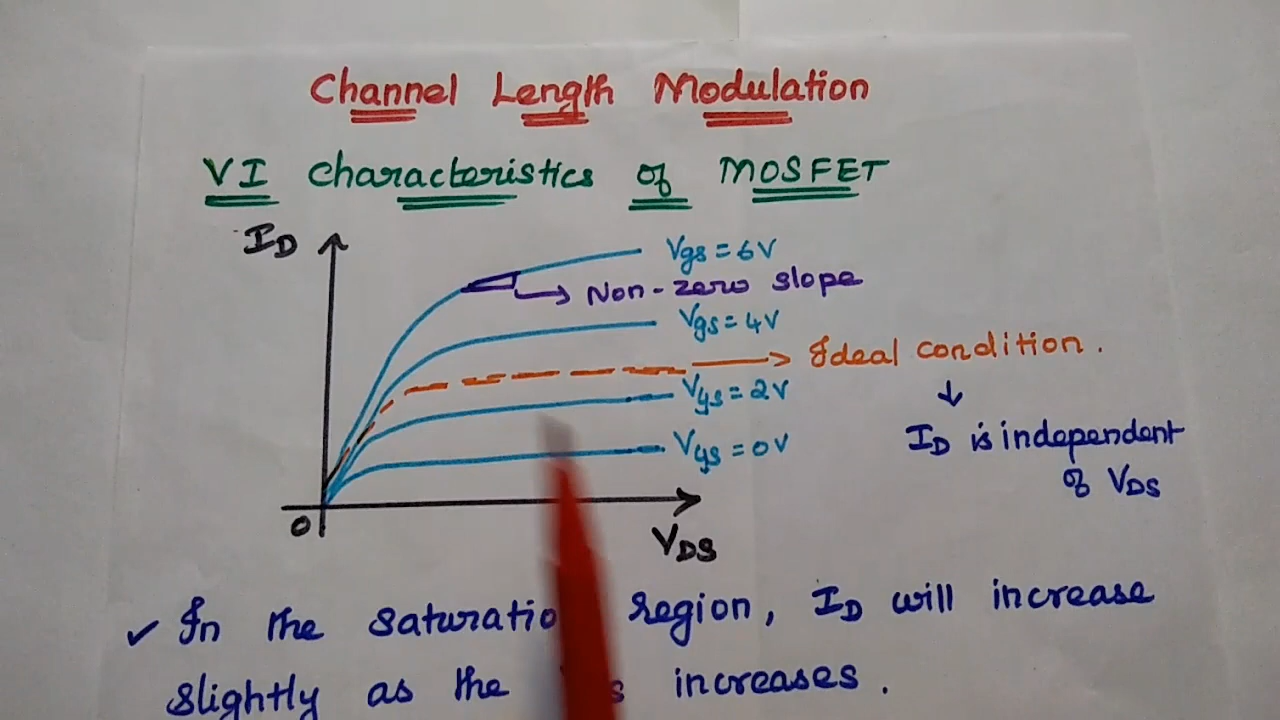 Channel Length Modulation
VI characteristics of MOSFET
ID
Vgs = 6V
Non-zero slope
Vgs = 4V
Ideal condition.
Vgs = 2V
ID is independent
of VDS
Vgs = 0V
0
VDS
✓ In the saturatio region, ID will increase
slightly as the increases.